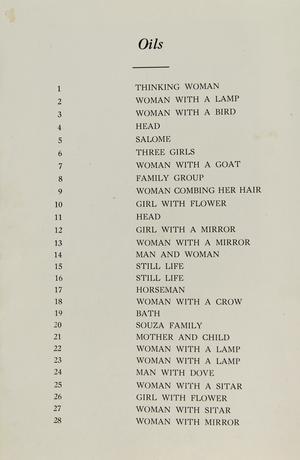 Oils
1 THINKING WOMAN
2 WOMAN WITH A LAMP
3 WOMAN WITH A BIRD
4 HEAD
5 SALOME
6 THREE GIRLS
7 WOMAN WITH A GOAT
8 FAMILY GROUP
9 WOMAN COMBING HER HAIR
10 GIRL WITH FLOWER
11 HEAD
12 GIRL WITH A MIRROR
13 WOMAN WITH A MIRROR
14 MAN AND WOMAN
15 STILL LIFE
16 STILL LIFE
17 HORSEMAN
18 WOMAN WITH A CROW
19 BATH
20 SOUZA FAMILY
21 MOTHER AND CHILD
22 WOMAN WITH A LAMP
23 WOMAN WITH A LAMP
24 MAN WITH DOVE
25 WOMAN WITH A SITAR
26 GIRL WITH FLOWER
27 WOMAN WITH SITAR
28 WOMAN WITH MIRROR